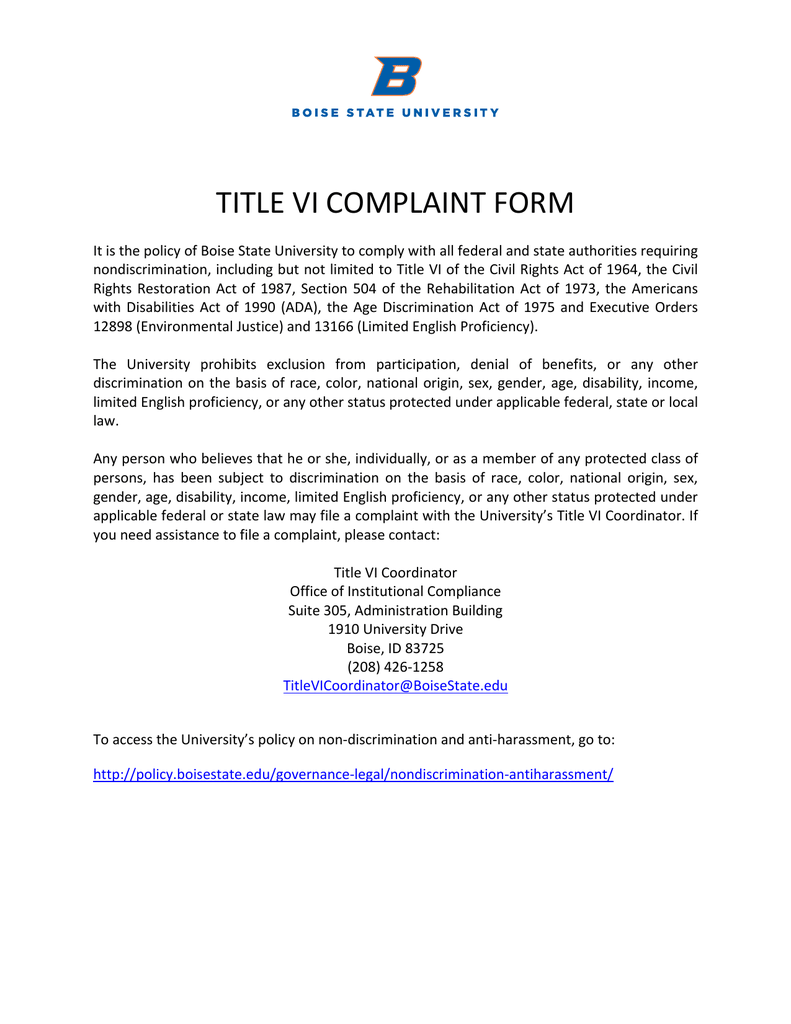 B
BOISE STATE UNIVERSITY
TITLE VI COMPLAINT FORM
It is the policy of Boise State University to comply with all federal and state authorities requiring
nondiscrimination, including but not limited to Title VI of the Civil Rights Act of 1964, the Civil
Rights Restoration Act of 1987, Section 504 of the Rehabilitation Act of 1973, the Americans
with Disabilities Act of 1990 (ADA), the Age Discrimination Act of 1975 and Executive Orders
12898 (Environmental Justice) and 13166 (Limited English Proficiency).
The University prohibits exclusion from participation, denial of benefits, or any other
discrimination on the basis of race, color, national origin, sex, gender, age, disability, income,
limited English proficiency, or any other status protected under applicable federal, state or local
law.
Any person who believes that he or she, individually, or as a member of any protected class of
persons, has been subject to discrimination on the basis of race, color, national origin, sex,
gender, age, disability, income, limited English proficiency, or any other status protected under
applicable federal or state law may file a complaint with the University’s Title VI Coordinator. If
you need assistance to file a complaint, please contact:
Title VI Coordinator
Office of Institutional Compliance
Suite 305, Administration Building
1910 University Drive
Boise, ID 83725
(208) 426-1258
TitleVICoordinator@BoiseState.edu
To access the University’s policy on non-discrimination and anti-harassment, go to:
http://policy.boisestate.edu/governance-legal/nondiscrimination-antiharassment/